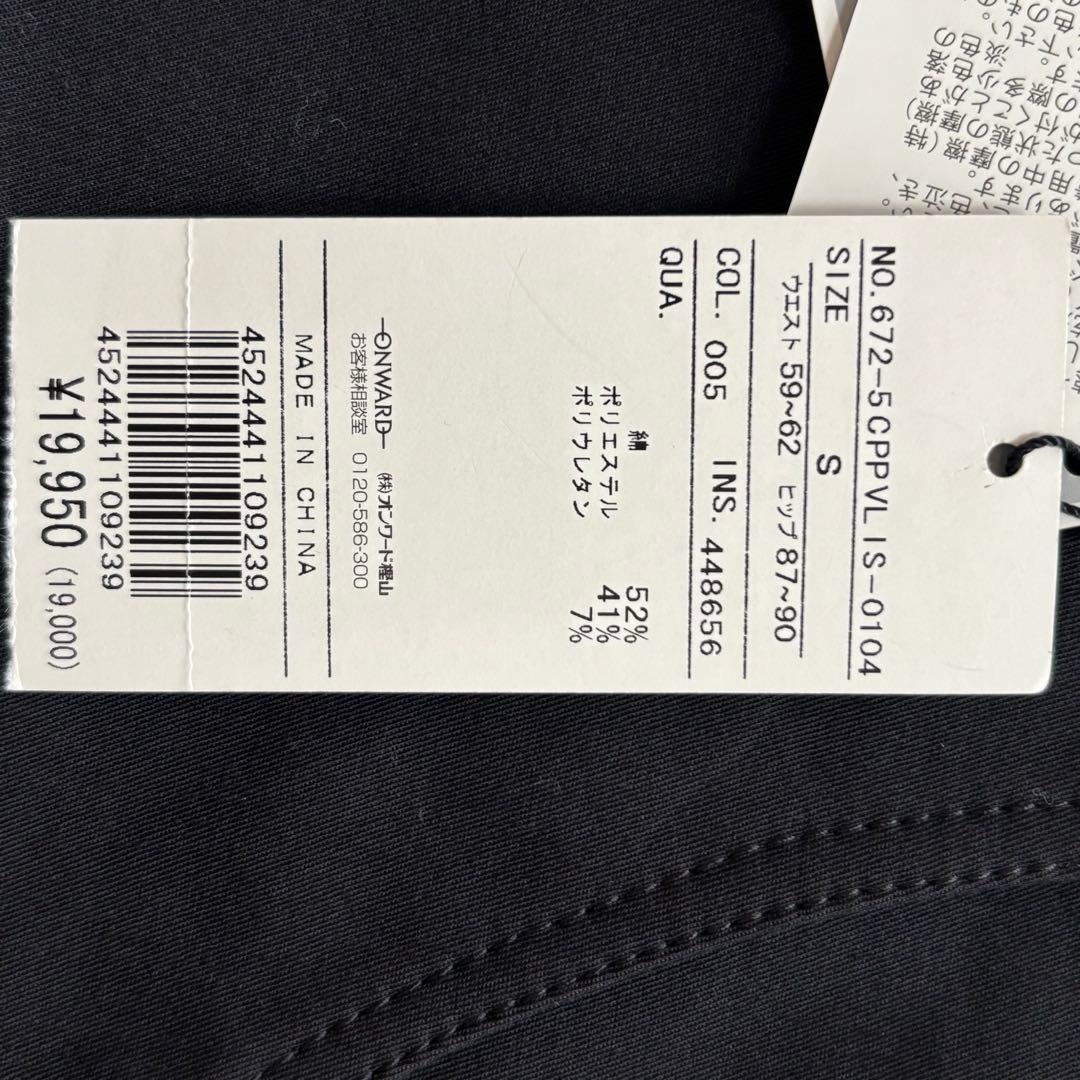 NO.672-5CPPVLIS-0104
SIZE S
ウエスト 59~62 ヒップ 87~90
COL. 005 INS. 448656
QUA.
綿 52%
ポリエステル 41%
ポリウレタン 7%
ONWARD (株)オンワード樫山
お客様相談室 0120-586-300
MADE IN CHINA
4524441109239
4524441109239
¥19,950 (19,000)